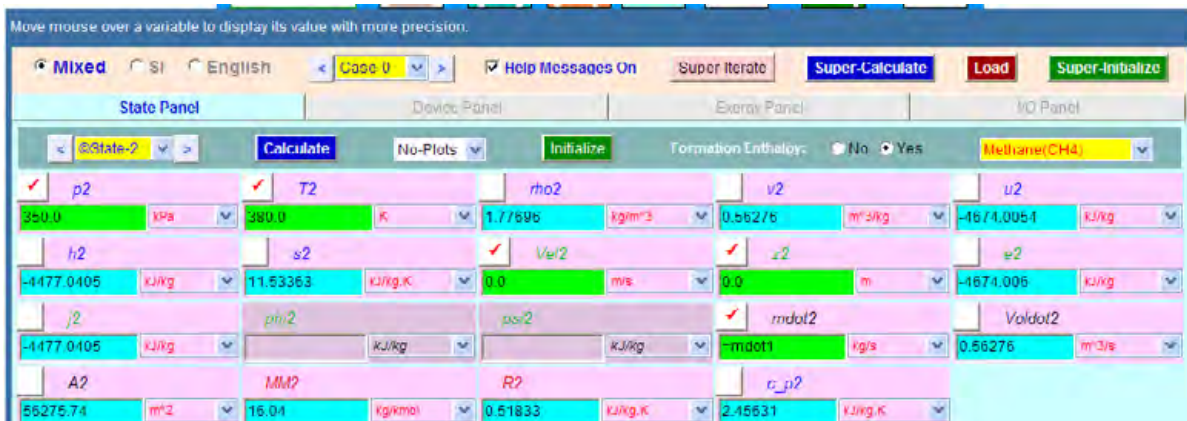 Move mouse over a variable to display its value with more precision.
Mixed SI English < Case-0 > Help Messages On Super-Iterate Super-Calculate Load Super-Initialize
State Panel Device Panel Exergy Panel I/O Panel
< ©State-2 > Calculate No-Plots Initialize Formation Enthalpy: No Yes Methane(CH4)
p2 T2 rho2 v2 u2
350.0 kPa 380.0 K 1.77696 kg/m^3 0.56276 m^3/kg -4674.0054 kJ/kg
h2 s2 Vel2 z2 e2
-4477.0405 kJ/kg 11.53363 kJ/kg.K 0.0 m/s 0.0 m -4674.006 kJ/kg
j2 phi2 psi2 mdot2 Voldot2
-4477.0405 kJ/kg kJ/kg kJ/kg =mdot1 kg/s 0.56276 m^3/s
A2 MM2 R2 c_p2
56275.74 m^2 16.04 kg/kmol 0.51833 kJ/kg.K 2.45631 kJ/kg.K